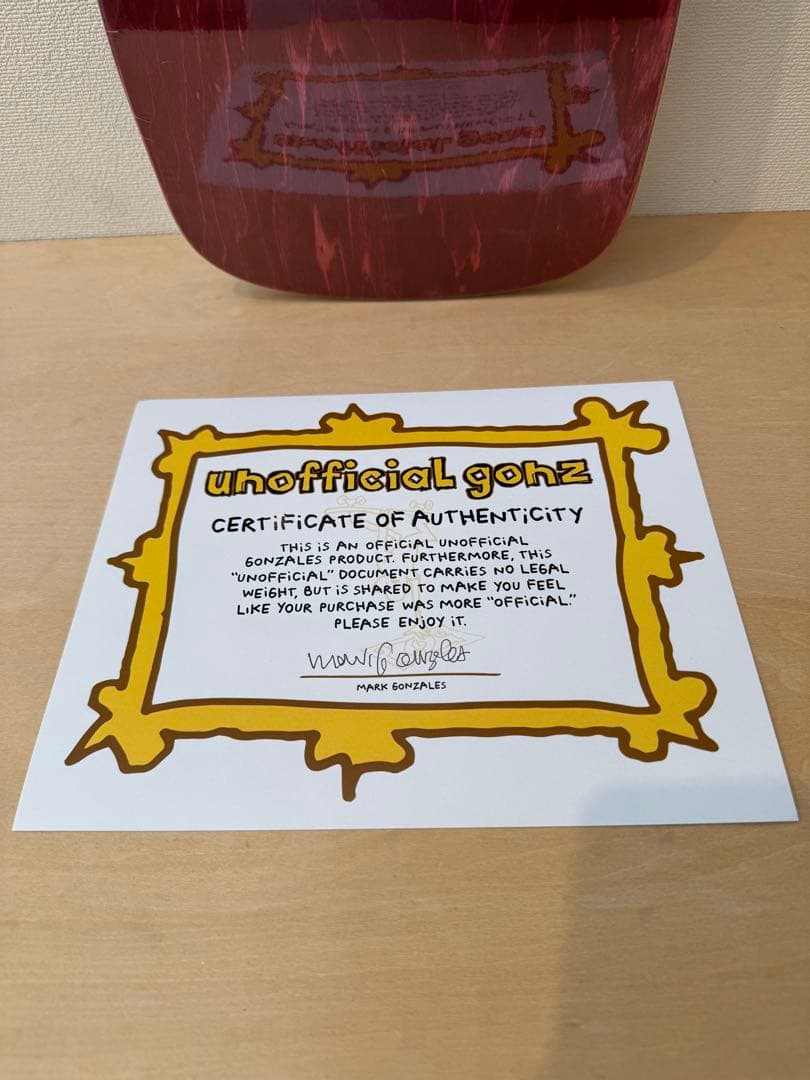 unofficial gonz
CERTIFICATE OF AUTHENTICITY
THIS IS AN OFFICIAL UNOFFICIAL
GONZALES PRODUCT. FURTHERMORE, THIS
"UNOFFICIAL" DOCUMENT CARRIES NO LEGAL
WEIGHT, BUT IS SHARED TO MAKE YOU FEEL
LIKE YOUR PURCHASE WAS MORE "OFFICIAL."
PLEASE ENJOY IT.
Mark Gonzales
MARK GONZALES